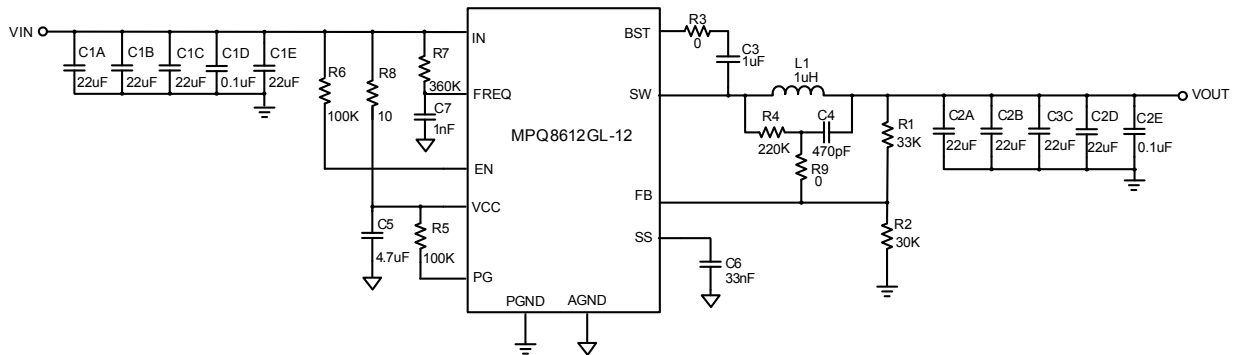 VIN
C1A
22uF
C1B
22uF
C1C
22uF
C1D
0.1uF
C1E
22uF
R6
100K
R8
10
R7
360K
C7
1nF
C5
4.7uF
R5
100K
IN
FREQ
EN
VCC
PG
MPQ8612GL-12
PGND
AGND
BST
SW
FB
SS
R3
0
C3
1uF
L1
1uH
R4
220K
C4
470pF
R9
0
R1
33K
R2
30K
C6
33nF
C2A
22uF
C2B
22uF
C3C
22uF
C2D
22uF
C2E
0.1uF
VOUT